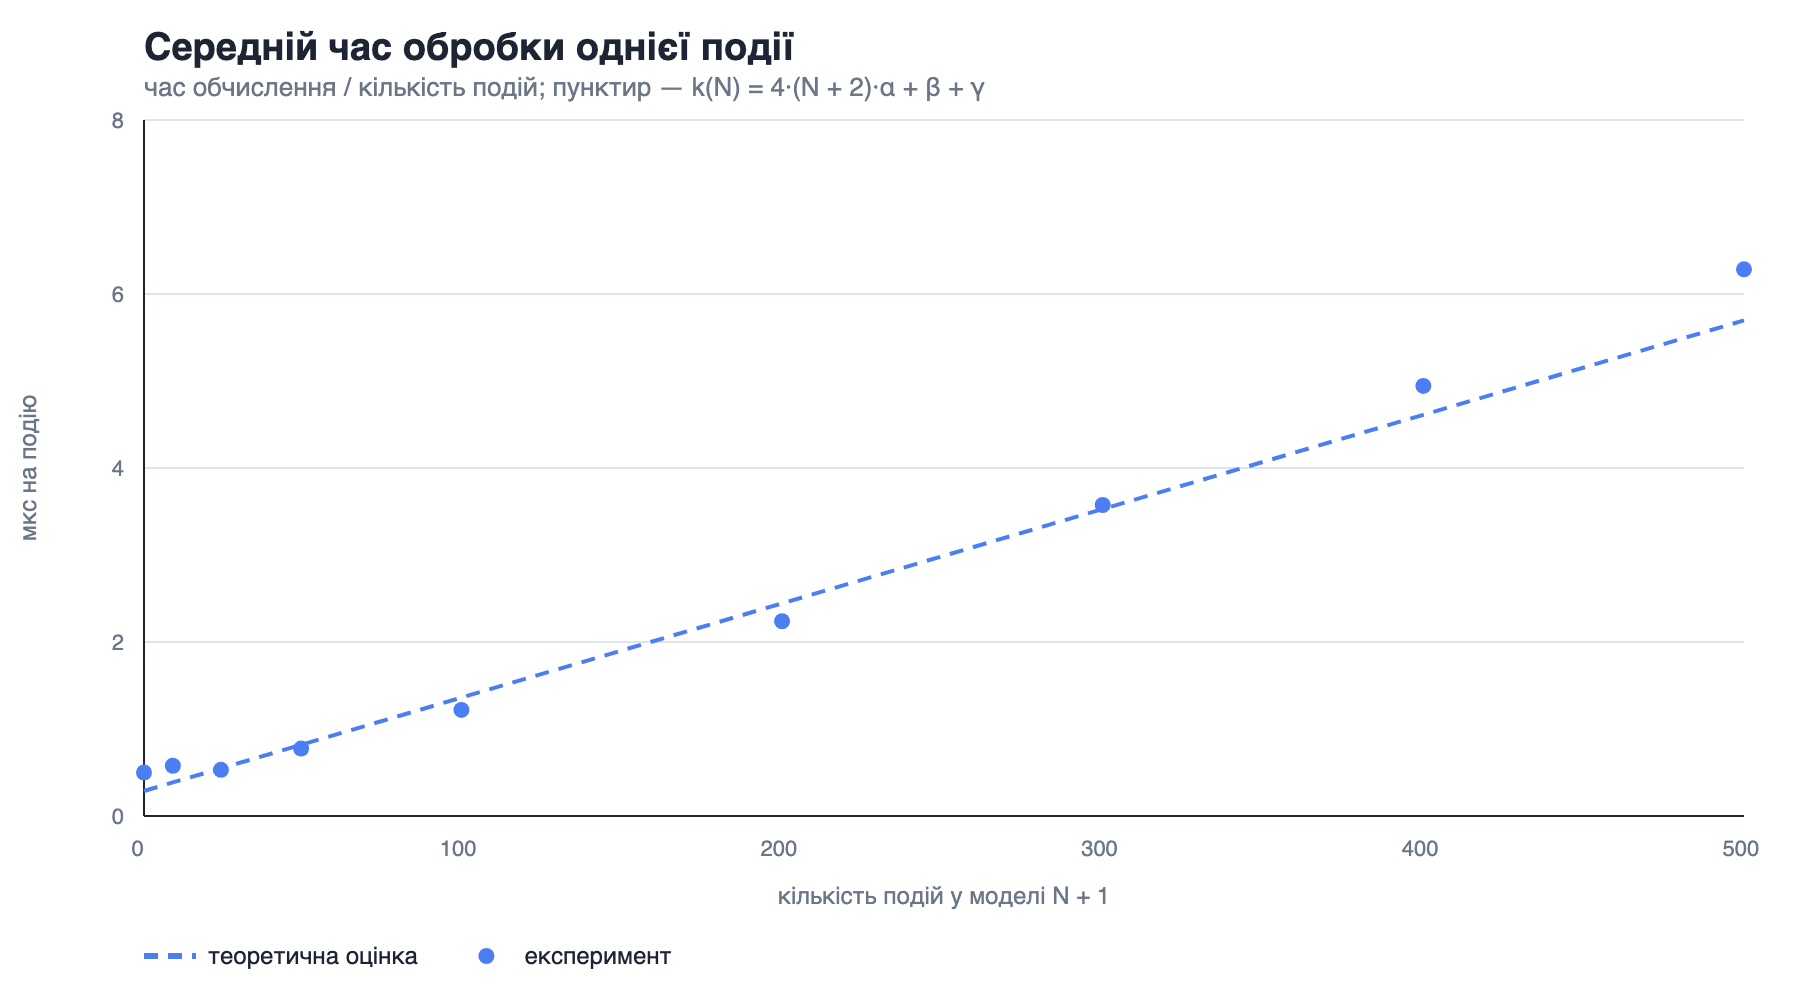 Середній час обробки однієї події
час обчислення / кількість подій; пунктир — k(N) = 4·(N + 2)·α + β + γ
8
6
4
2
0
мкс на подію
0 100 200 300 400 500
кількість подій у моделі N + 1
теоретична оцінка експеримент